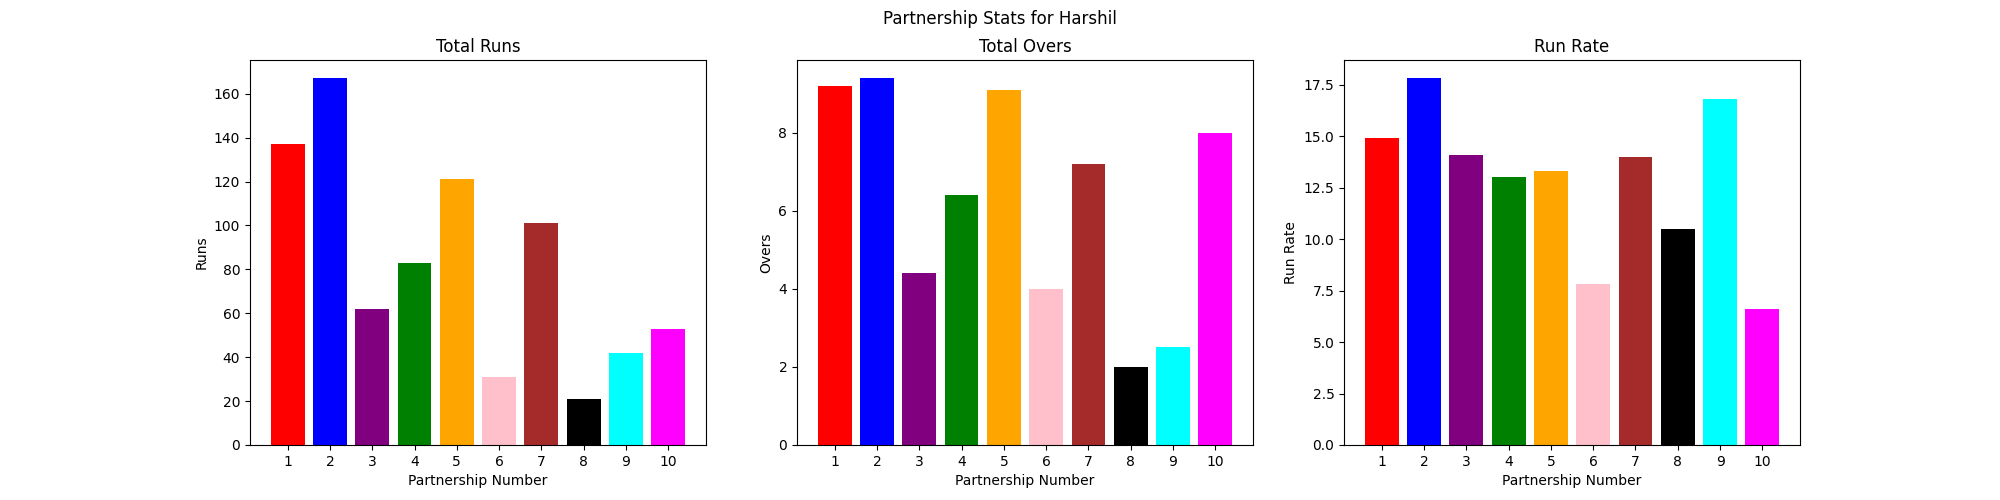 Partnership Stats for Harshil
Total Runs
160
140
120
100
80
60
40
20
0
Runs
1 2 3 4 5 6 7 8 9 10
Partnership Number
Total Overs
8
6
4
2
0
Overs
1 2 3 4 5 6 7 8 9 10
Partnership Number
Run Rate
17.5
15.0
12.5
10.0
7.5
5.0
2.5
0.0
Run Rate
1 2 3 4 5 6 7 8 9 10
Partnership Number